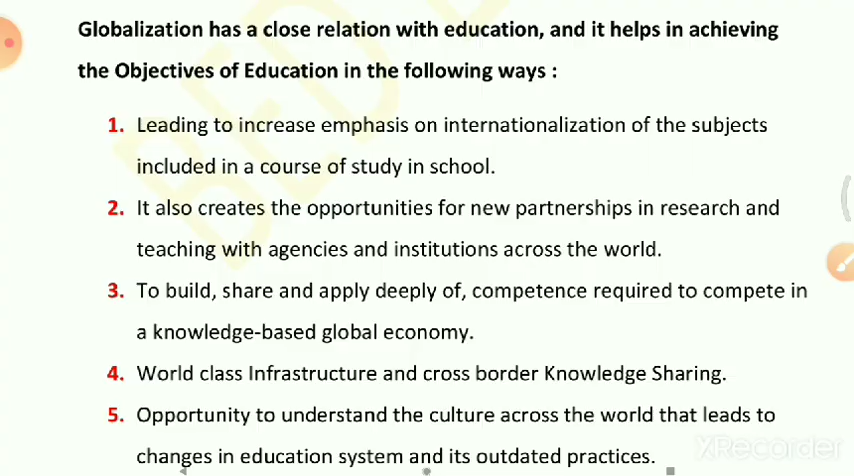 Globalization has a close relation with education, and it helps in achieving
the Objectives of Education in the following ways :
1. Leading to increase emphasis on internationalization of the subjects
included in a course of study in school.
2. It also creates the opportunities for new partnerships in research and
teaching with agencies and institutions across the world.
3. To build, share and apply deeply of, competence required to compete in
a knowledge-based global economy.
4. World class Infrastructure and cross border Knowledge Sharing.
5. Opportunity to understand the culture across the world that leads to
changes in education system and its outdated practices.
XRecorder
BED